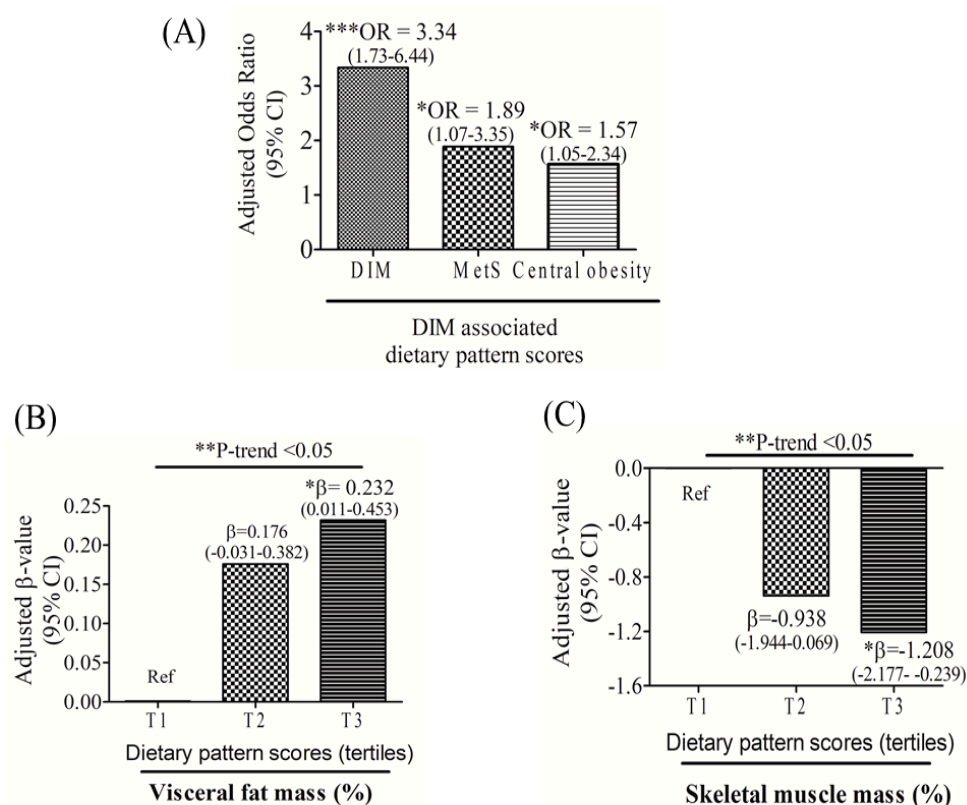 (A)
Adjusted Odds Ratio
(95% CI)
4
3
2
1
0
***OR = 3.34
(1.73-6.44)
*OR = 1.89
(1.07-3.35)
*OR = 1.57
(1.05-2.34)
DIM MetS Central obesity
DIM associated
dietary pattern scores
(B)
**P-trend <0.05
Adjusted β-value
(95% CI)
0.25
0.20
0.15
0.10
0.05
0.00
Ref
β=0.176
(-0.031-0.382)
*β= 0.232
(0.011-0.453)
T1 T2 T3
Dietary pattern scores (tertiles)
Visceral fat mass (%)
(C)
**P-trend <0.05
Adjusted β-value
(95% CI)
0.0
-0.4
-0.8
-1.2
-1.6
Ref
β=-0.938
(-1.944-0.069)
*β=-1.208
(-2.177- -0.239)
T1 T2 T3
Dietary pattern scores (tertiles)
Skeletal muscle mass (%)